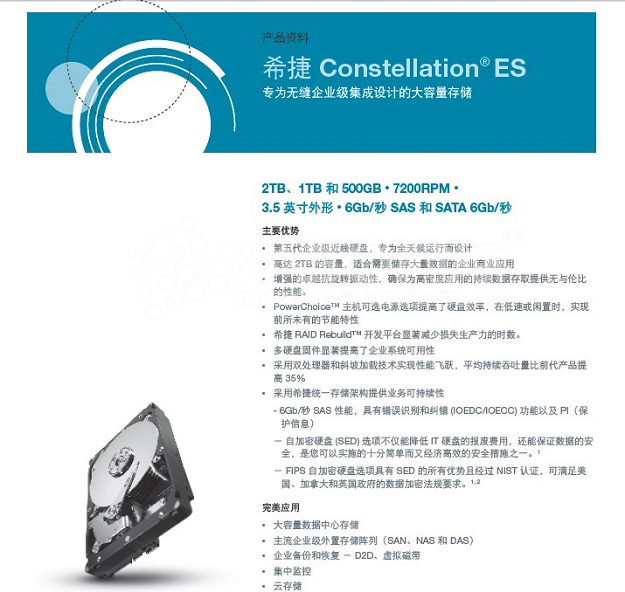 产品资料
希捷 Constellation® ES
专为无缝企业级集成设计的大容量存储
2TB、1TB 和 500GB • 7200RPM •
3.5 英寸外形 • 6Gb/秒 SAS 和 SATA 6Gb/秒
主要优势
• 第五代企业级近线硬盘，专为全天候运行而设计
• 高达 2TB 的容量，适合需要储存大量数据的企业商业应用
• 增强的卓越抗旋转振动性，确保为高密度应用的持续数据存取提供无与伦比
的性能。
• PowerChoice™ 主机可选电源选项提高了硬盘效率，在低速或闲置时，实现
前所未有的节能特性
• 希捷 RAID Rebuild™ 开发平台显著减少损失生产力的时数。
• 多硬盘固件显著提高了企业系统可用性
• 采用双处理器和斜坡加载技术实现性能飞跃，平均持续吞吐量比前代产品提
高 35%
• 采用希捷统一存储架构提供业务可持续性
- 6Gb/秒 SAS 性能，具有错误识别和纠错 (IOEDC/IOECC) 功能以及 PI（保
护信息）
– 自加密硬盘 (SED) 选项不仅能降低 IT 硬盘的报废费用，还能保证数据的安
全，是您可以实施的十分简单而又经济高效的安全措施之一。¹
– FIPS 自加密硬盘选项具有 SED 的所有优势且经过 NIST 认证，可满足美
国、加拿大和英国政府的数据加密法规要求。¹,²
完美应用
• 大容量数据中心存储
• 主流企业级外置存储阵列（SAN、NAS 和 DAS）
• 企业备份和恢复 – D2D、虚拟磁带
• 集中监控
• 云存储